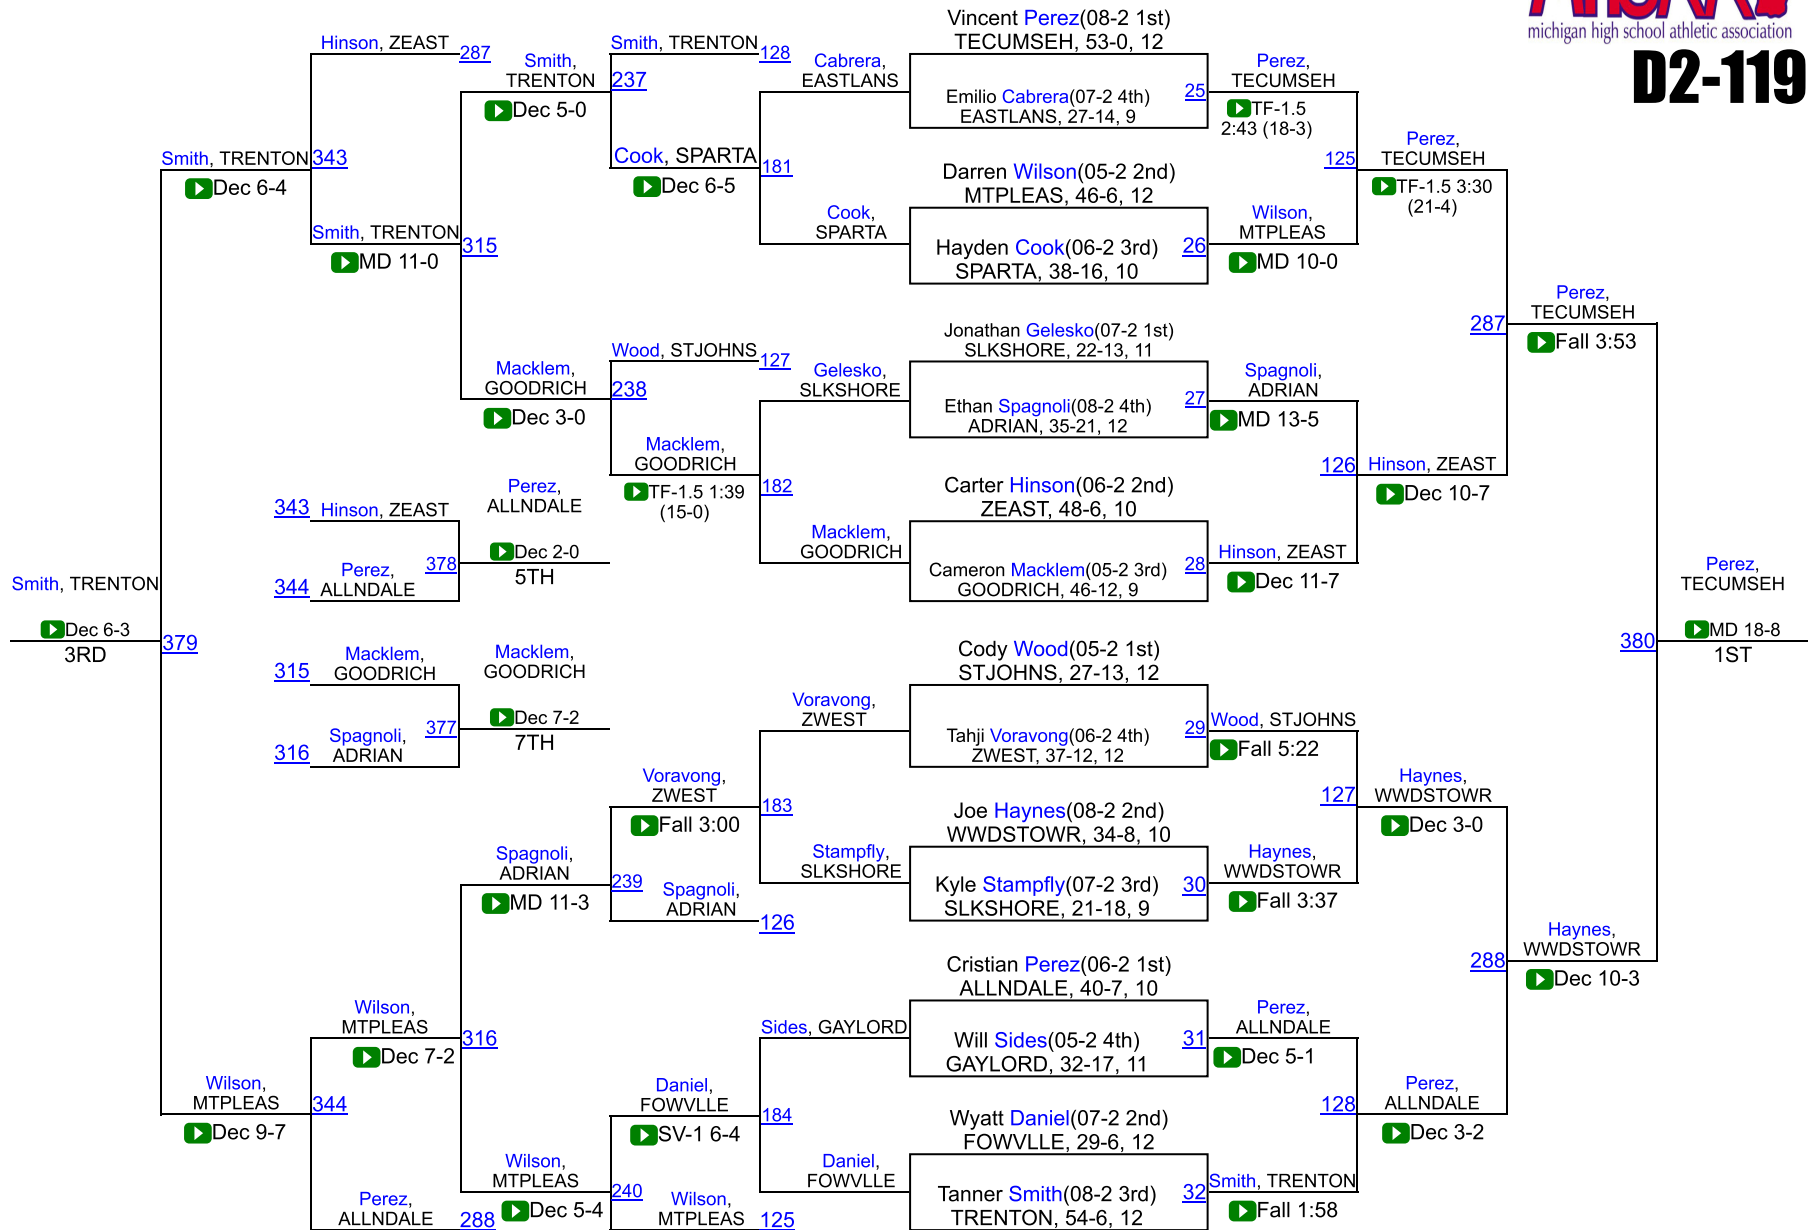 michigan high school athletic association
D2-119
Hinson, ZEAST
287
Smith,
TRENTON
Dec 5-0
Smith, TRENTON
128
237
Cook, SPARTA
Dec 6-5
181
Cabrera,
EASTLANS
Cook,
SPARTA
Vincent Perez(08-2 1st)
TECUMSEH, 53-0, 12
Emilio Cabrera(07-2 4th)
EASTLANS, 27-14, 9
25
Perez,
TECUMSEH
TF-1.5
2:43 (18-3)
Darren Wilson(05-2 2nd)
MTPLEAS, 46-6, 12
Hayden Cook(06-2 3rd)
SPARTA, 38-16, 10
26
Wilson,
MTPLEAS
MD 10-0
125
Perez,
TECUMSEH
TF-1.5 3:30
(21-4)
Smith, TRENTON
343
Dec 6-4
Smith, TRENTON
MD 11-0
315
Macklem,
GOODRICH
Dec 3-0
Wood, STJOHNS
127
238
Macklem,
GOODRICH
TF-1.5 1:39
(15-0)
182
Gelesko,
SLKSHORE
Macklem,
GOODRICH
Jonathan Gelesko(07-2 1st)
SLKSHORE, 22-13, 11
Ethan Spagnoli(08-2 4th)
ADRIAN, 35-21, 12
27
Spagnoli,
ADRIAN
MD 13-5
Carter Hinson(06-2 2nd)
ZEAST, 48-6, 10
Cameron Macklem(05-2 3rd)
GOODRICH, 46-12, 9
28
Hinson, ZEAST
Dec 11-7
126
Hinson, ZEAST
Dec 10-7
287
Perez,
TECUMSEH
Fall 3:53
343
Hinson, ZEAST
344
Perez,
ALLNDALE
378
Perez,
ALLNDALE
Dec 2-0
5TH
Smith, TRENTON
Dec 6-3
3RD
379
315
Macklem,
GOODRICH
316
Spagnoli,
ADRIAN
377
Macklem,
GOODRICH
Dec 7-2
7TH
380
Perez,
TECUMSEH
MD 18-8
1ST
Cody Wood(05-2 1st)
STJOHNS, 27-13, 12
Tahji Voravong(06-2 4th)
ZWEST, 37-12, 12
29
Wood, STJOHNS
Fall 5:22
Voravong,
ZWEST
Voravong,
ZWEST
Fall 3:00
183
Stampfly,
SLKSHORE
Joe Haynes(08-2 2nd)
WWDSTOWR, 34-8, 10
Kyle Stampfly(07-2 3rd)
SLKSHORE, 21-18, 9
30
Haynes,
WWDSTOWR
Fall 3:37
127
Haynes,
WWDSTOWR
Dec 3-0
Spagnoli,
ADRIAN
MD 11-3
239
Spagnoli,
ADRIAN
126
288
Haynes,
WWDSTOWR
Dec 10-3
Cristian Perez(06-2 1st)
ALLNDALE, 40-7, 10
Will Sides(05-2 4th)
GAYLORD, 32-17, 11
31
Perez,
ALLNDALE
Dec 5-1
Sides, GAYLORD
Wilson,
MTPLEAS
Dec 7-2
316
Wilson,
MTPLEAS
Dec 9-7
344
Daniel,
FOWVLLE
SV-1 6-4
184
Daniel,
FOWVLLE
Wyatt Daniel(07-2 2nd)
FOWVLLE, 29-6, 12
Tanner Smith(08-2 3rd)
TRENTON, 54-6, 12
32
Smith, TRENTON
Fall 1:58
128
Perez,
ALLNDALE
Dec 3-2
Wilson,
MTPLEAS
Dec 5-4
240
Wilson,
MTPLEAS
125
Perez,
ALLNDALE
288